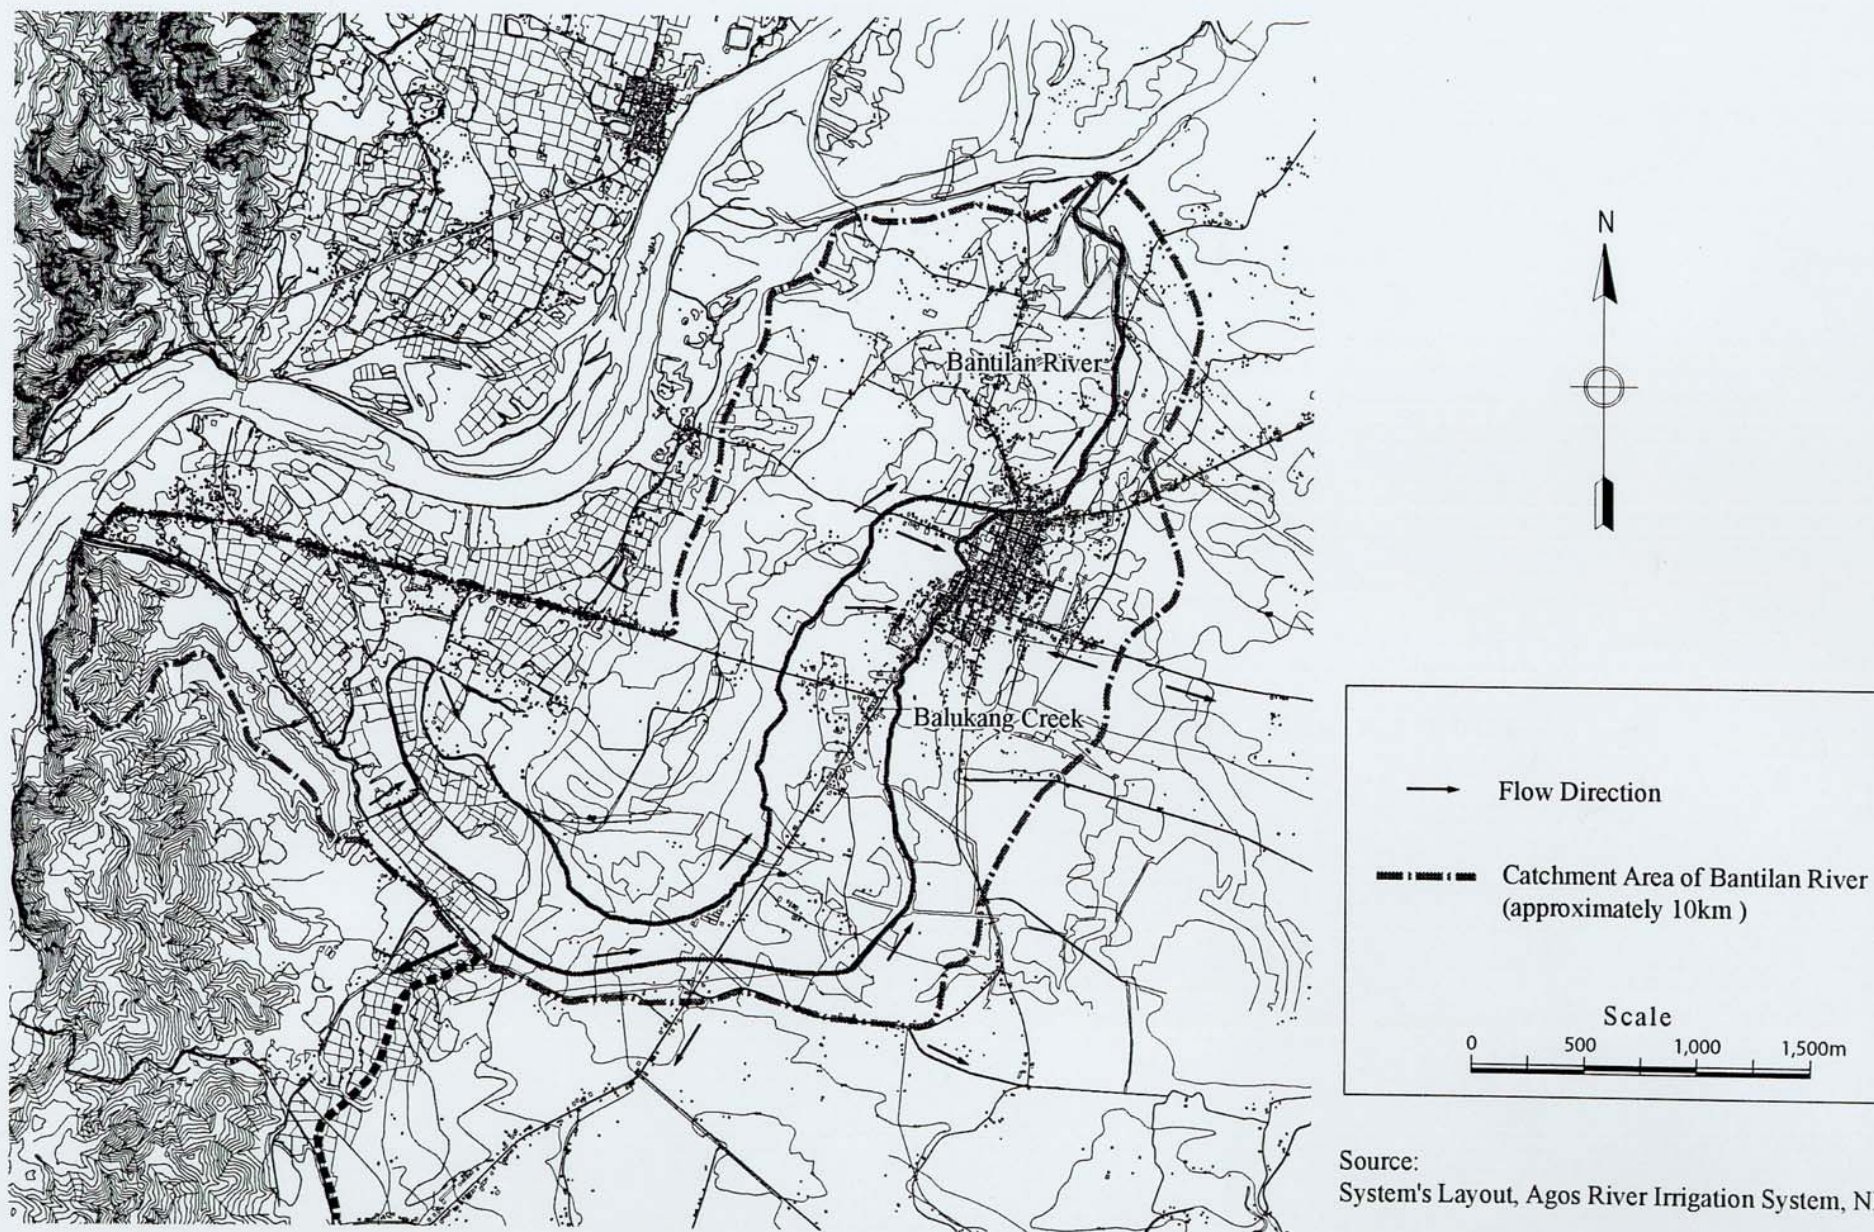 N
Bantilan River
Balukang Creek
Flow Direction
Catchment Area of Bantilan River
(approximately 10km )
Scale
0 500 1,000 1,500m
Source:
System's Layout, Agos River Irrigation System, N